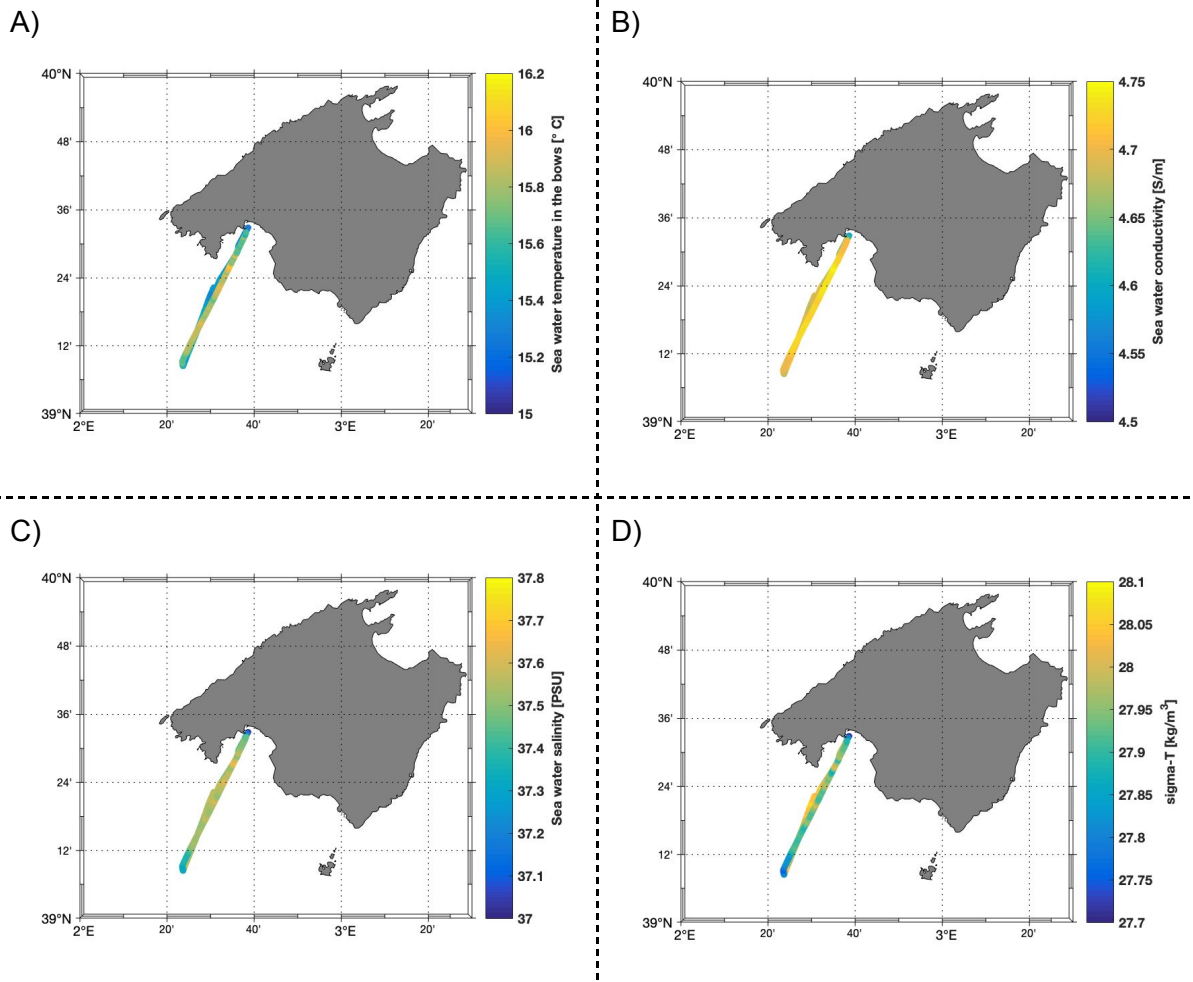 A)
40°N
48'
36'
24'
12'
39°N
2°E
20'
40'
3°E
20'
16.2
16
15.8
15.6
15.4
15.2
15
Sea water temperature in the bows [° C]
B)
40°N
48'
36'
24'
12'
39°N
2°E
20'
40'
3°E
20'
4.75
4.7
4.65
4.6
4.55
4.5
Sea water conductivity [S/m]
C)
40°N
48'
36'
24'
12'
39°N
2°E
20'
40'
3°E
20'
37.8
37.7
37.6
37.5
37.4
37.3
37.2
37.1
37
Sea water salinity [PSU]
D)
40°N
48'
36'
24'
12'
39°N
2°E
20'
40'
3°E
20'
28.1
28.05
28
27.95
27.9
27.85
27.8
27.75
27.7
sigma-T [kg/m³]